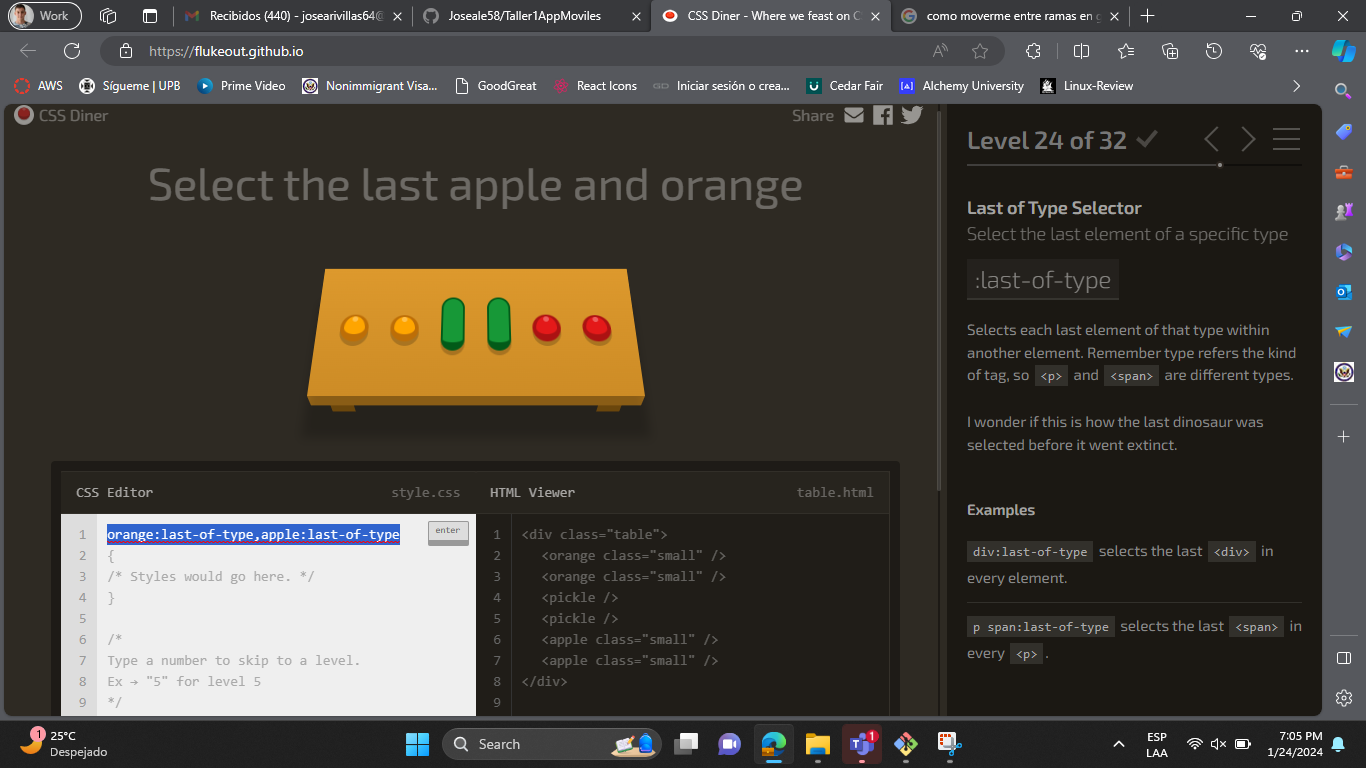 Work
Recibidos (440) - josearivillas64@
Joseale58/Taller1AppMoviles
CSS Diner - Where we feast on C
como moverme entre ramas en g
https://flukeout.github.io
AWS
Sígueme | UPB
Prime Video
Nonimmigrant Visa...
GoodGreat
React Icons
Iniciar sesión o crea...
Cedar Fair
Alchemy University
Linux-Review
CSS Diner
Share
Select the last apple and orange
CSS Editor
style.css
HTML Viewer
table.html
1 orange:last-of-type,apple:last-of-type
enter
2 {
3 /* Styles would go here. */
4 }
5
6 /*
7 Type a number to skip to a level.
8 Ex → "5" for level 5
9 */
1 <div class="table">
2 <orange class="small" />
3 <orange class="small" />
4 <pickle />
5 <pickle />
6 <apple class="small" />
7 <apple class="small" />
8 </div>
9
Level 24 of 32
Last of Type Selector
Select the last element of a specific type
:last-of-type
Selects each last element of that type within
another element. Remember type refers the kind
of tag, so <p> and <span> are different types.
I wonder if this is how the last dinosaur was
selected before it went extinct.
Examples
div:last-of-type selects the last <div> in
every element.
p span:last-of-type selects the last <span> in
every <p> .
1
25°C
Despejado
Search
1
ESP
LAA
7:05 PM
1/24/2024